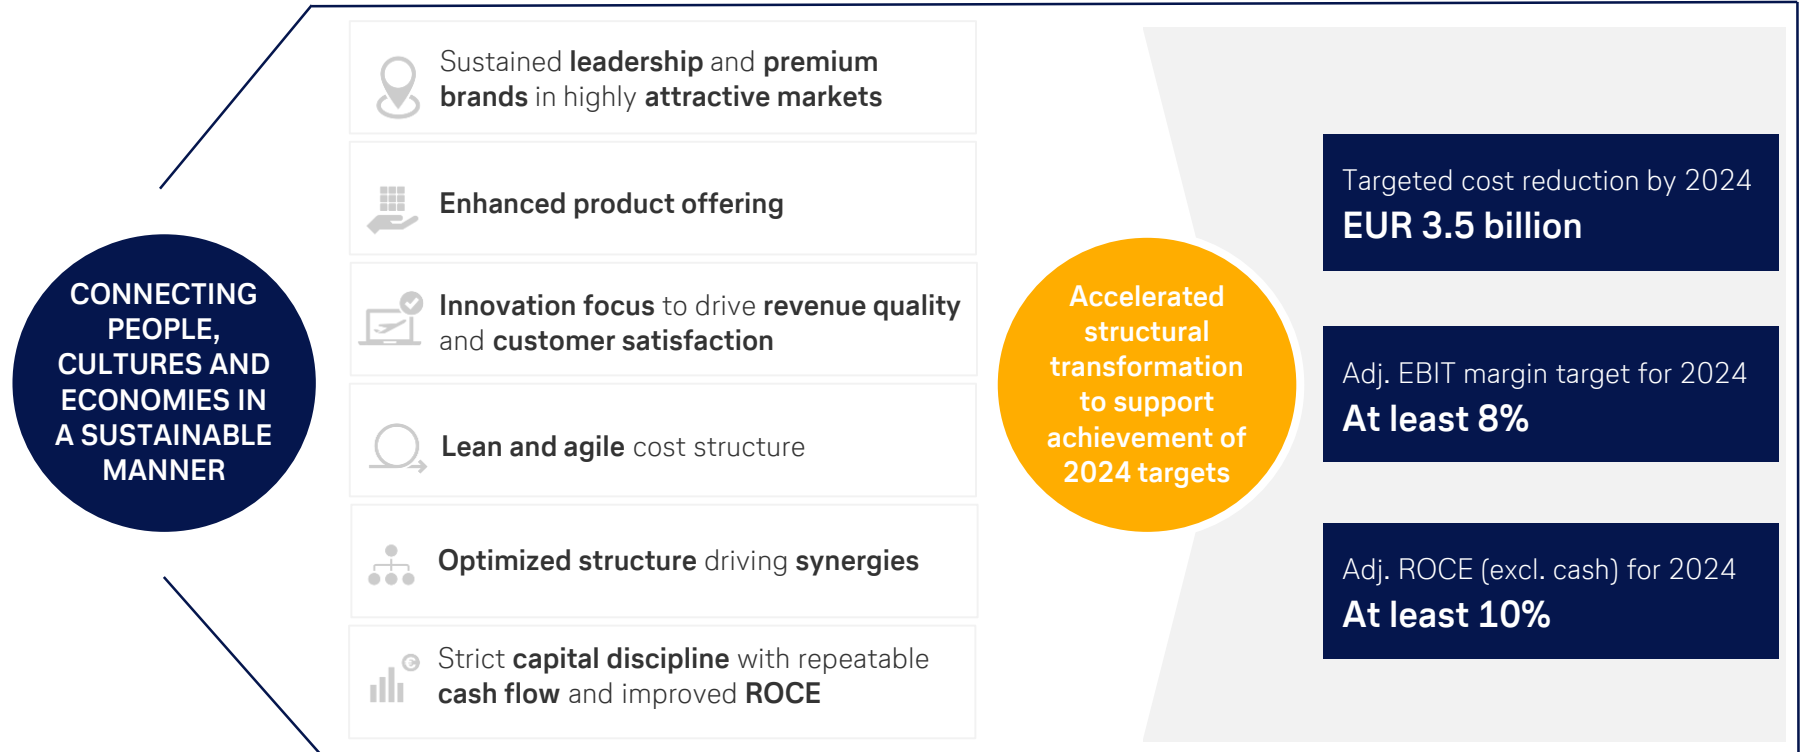 CONNECTING
PEOPLE,
CULTURES AND
ECONOMIES IN
A SUSTAINABLE
MANNER
Sustained leadership and premium
brands in highly attractive markets
Enhanced product offering
Innovation focus to drive revenue quality
and customer satisfaction
Lean and agile cost structure
Optimized structure driving synergies
Strict capital discipline with repeatable
cash flow and improved ROCE
Accelerated
structural
transformation
to support
achievement of
2024 targets
Targeted cost reduction by 2024
EUR 3.5 billion
Adj. EBIT margin target for 2024
At least 8%
Adj. ROCE (excl. cash) for 2024
At least 10%